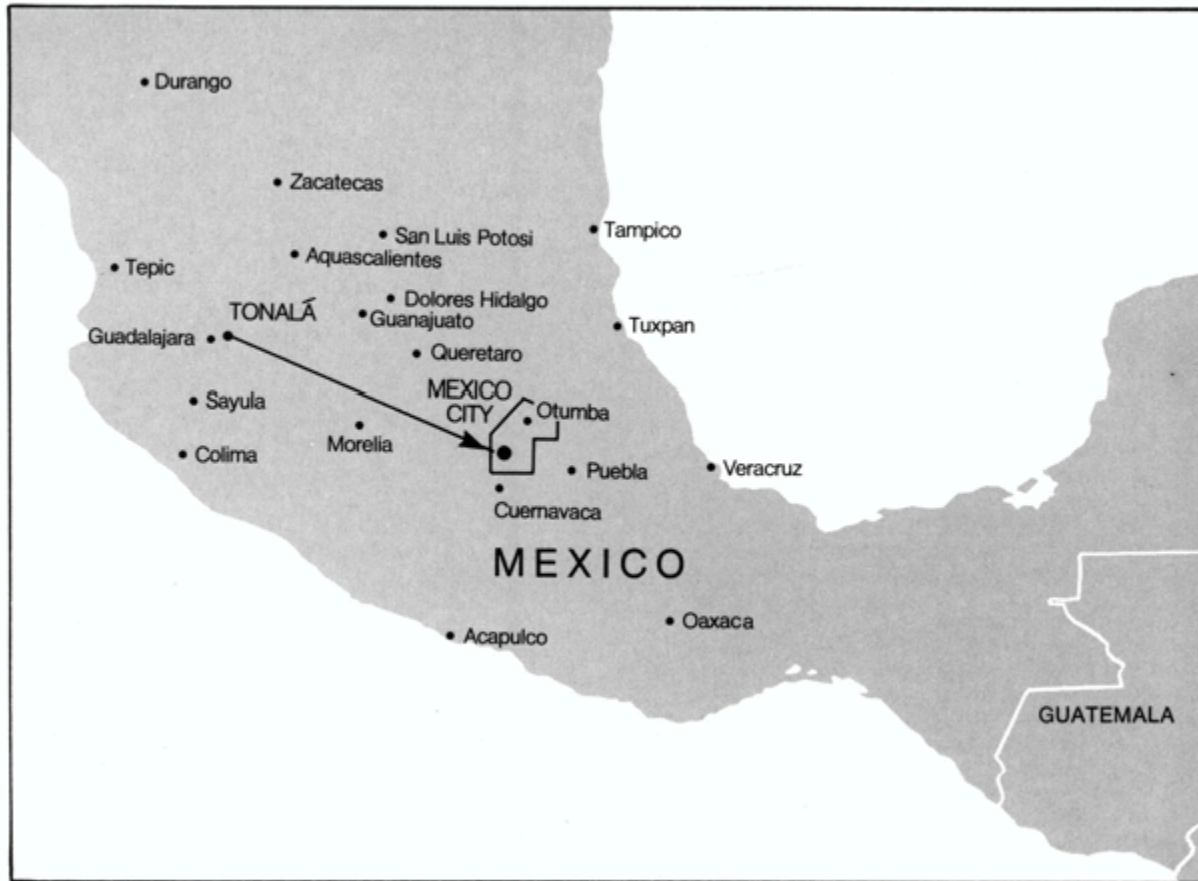 Durango
Zacatecas
San Luis Potosi
Tampico
Aquascalientes
Tepic
Dolores Hidalgo
TONALÁ
Guanajuato
Tuxpan
Guadalajara
Queretaro
MEXICO
CITY
Otumba
Sayula
Morelia
Colima
Puebla
Veracruz
Cuernavaca
MEXICO
Oaxaca
Acapulco
GUATEMALA